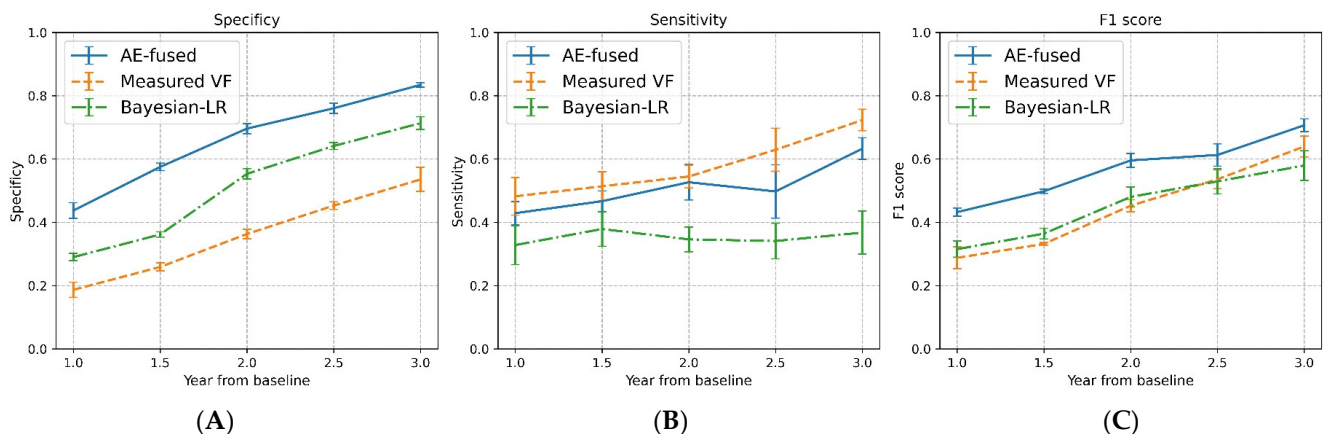 Specificy
1.0
0.8
0.6
0.4
0.2
0.0
Specificy
AE-fused
Measured VF
Bayesian-LR
1.0 1.5 2.0 2.5 3.0
Year from baseline
(A)
Sensitivity
1.0
0.8
0.6
0.4
0.2
0.0
Sensitivity
AE-fused
Measured VF
Bayesian-LR
1.0 1.5 2.0 2.5 3.0
Year from baseline
(B)
F1 score
1.0
0.8
0.6
0.4
0.2
0.0
F1 score
AE-fused
Measured VF
Bayesian-LR
1.0 1.5 2.0 2.5 3.0
Year from baseline
(C)